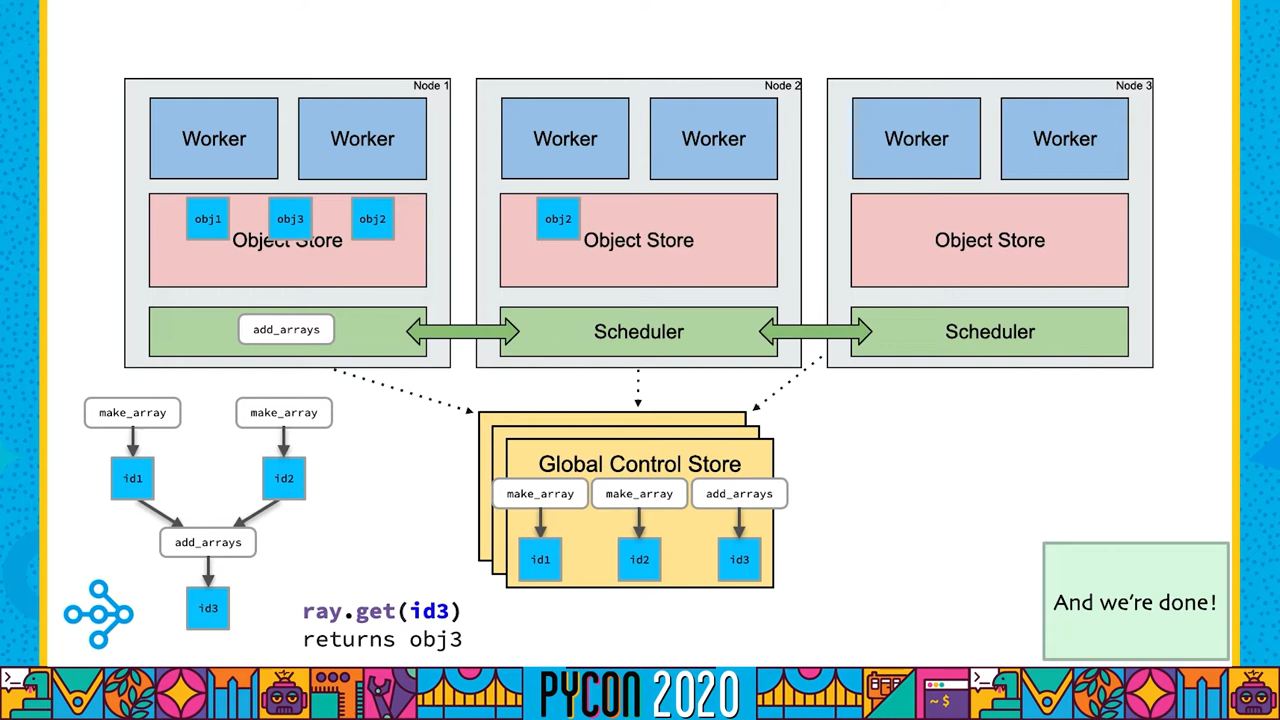 Node 1
Worker
Worker
obj1
obj3
obj2
Object Store
add_arrays
Node 2
Worker
Worker
obj2
Object Store
Scheduler
Node 3
Worker
Worker
Object Store
Scheduler
make_array
make_array
id1
id2
add_arrays
id3
Global Control Store
make_array
make_array
add_arrays
id1
id2
id3
ray.get(id3)
returns obj3
And we're done!
PYCON 2020
>_
~$